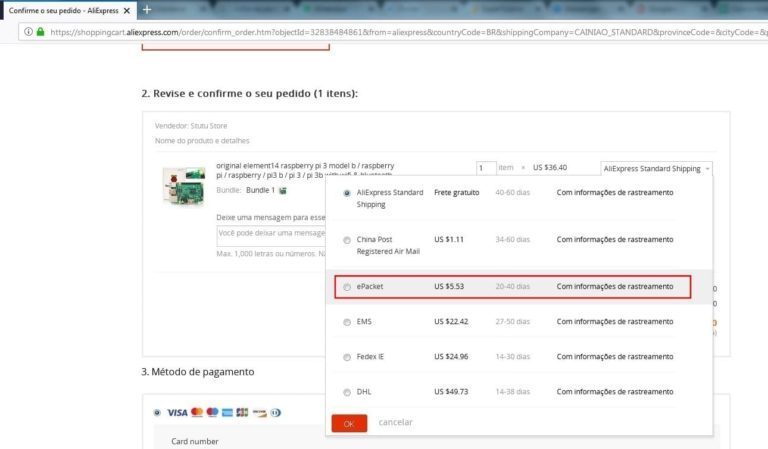 Confirme o seu pedido - AliExpress
https://shoppingcart.aliexpress.com/order/confirm_order.htm?objectId=32838484861&from=aliexpress&countryCode=BR&shippingCompany=CAINIAO_STANDARD&provinceCode=&cityCode=&
2. Revise e confirme o seu pedido (1 itens):
Vendedor: Stutu Store
Nome do produto e detalhes
original element14 raspberry pi 3 model b / raspberry
pi / raspberry / pi3 b / pi 3 / pi 3b with wifi & bluetooth
1 item × US $36.40
AliExpress Standard Shipping
Bundle: Bundle 1
Deixe uma mensagem para esse
Você pode deixar uma mensage
Max. 1,000 letras ou números.
AliExpress Standard Shipping Frete gratuito 40-60 dias Com informações de rastreamento
China Post Registered Air Mail US $1.11 34-60 dias Com informações de rastreamento
ePacket US $5.53 20-40 dias Com informações de rastreamento
EMS US $22.42 27-50 dias Com informações de rastreamento
Fedex IE US $24.96 14-30 dias Com informações de rastreamento
DHL US $49.73 14-38 dias Com informações de rastreamento
OK cancelar
3. Método de pagamento
VISA
Card number